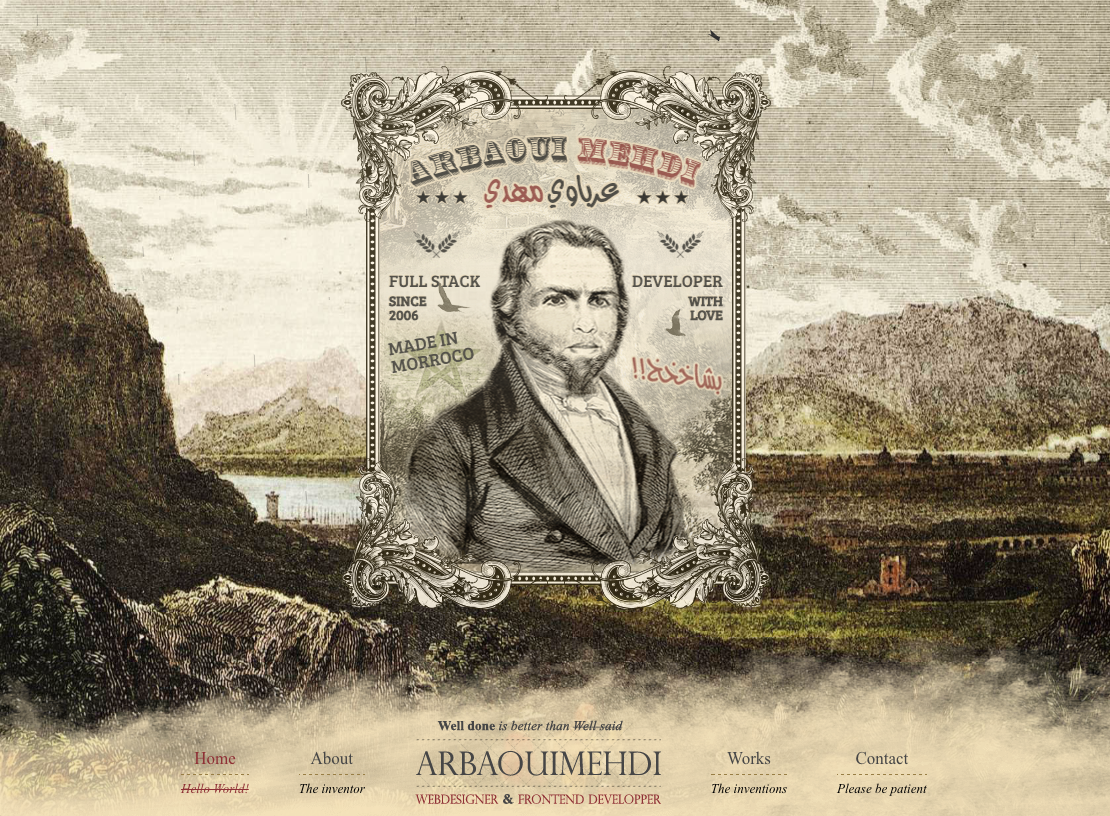 ARBAOUI MEHDI
عرباوي مهدي
FULL STACK
DEVELOPER
SINCE
2006
WITH
LOVE
MADE IN
MORROCO
بشاخخخ!!
Well done is better than Well said
Home
About
ARBAOUIMEHDI
Works
Contact
Hello World!
The inventor
WEBDESIGNER & FRONTEND DEVELOPPER
The inventions
Please be patient